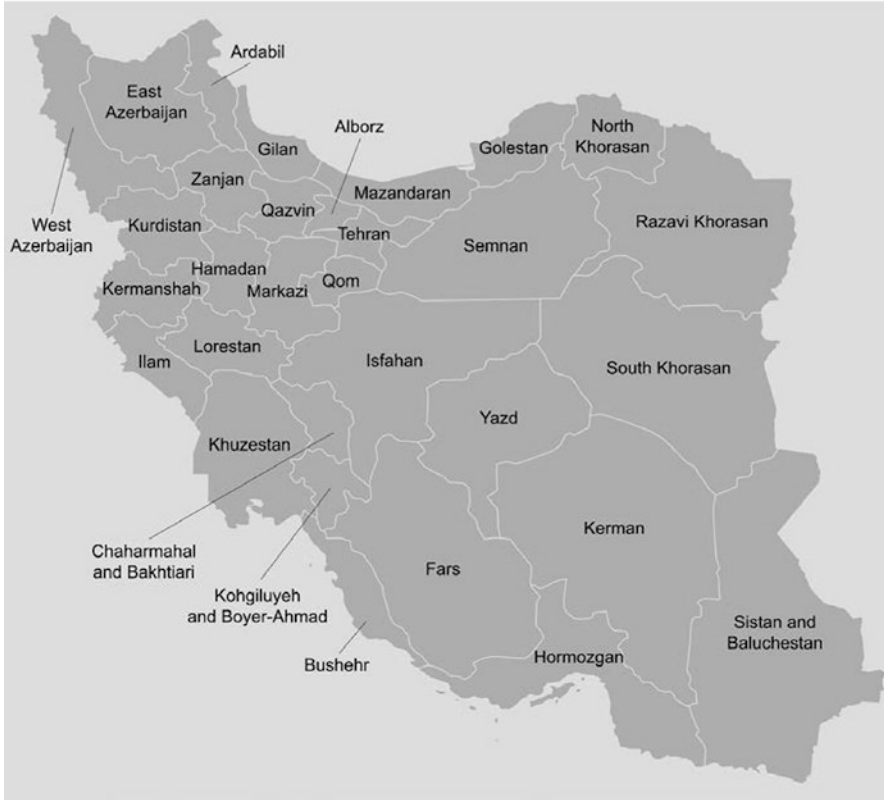 Ardabil
East
Azerbaijan
Alborz
North
Khorasan
Gilan
Golestan
Zanjan
Mazandaran
Qazvin
West
Azerbaijan
Kurdistan
Tehran
Semnan
Razavi Khorasan
Hamadan
Qom
Kermanshah
Markazi
Lorestan
Ilam
Isfahan
South Khorasan
Yazd
Khuzestan
Kerman
Chaharmahal
and Bakhtiari
Fars
Kohgiluyeh
and Boyer-Ahmad
Sistan and
Baluchestan
Bushehr
Hormozgan